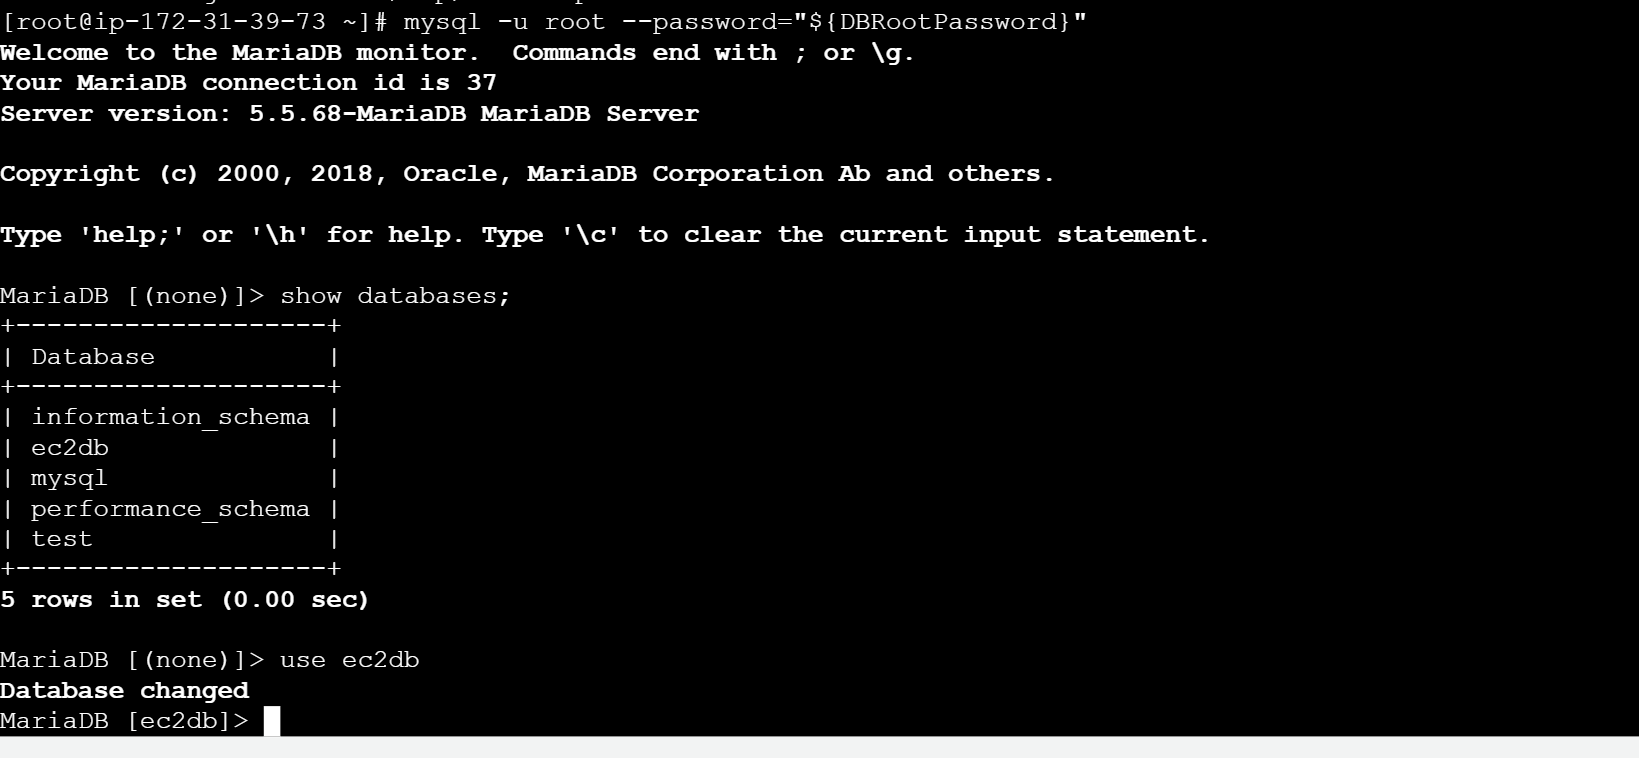 [root@ip-172-31-39-73 ~]# mysql -u root --password="${DBRootPassword}"
Welcome to the MariaDB monitor.  Commands end with ; or \g.
Your MariaDB connection id is 37
Server version: 5.5.68-MariaDB MariaDB Server

Copyright (c) 2000, 2018, Oracle, MariaDB Corporation Ab and others.

Type 'help;' or '\h' for help. Type '\c' to clear the current input statement.

MariaDB [(none)]> show databases;
+--------------------+
| Database           |
+--------------------+
| information_schema |
| ec2db              |
| mysql              |
| performance_schema |
| test               |
+--------------------+
5 rows in set (0.00 sec)

MariaDB [(none)]> use ec2db
Database changed
MariaDB [ec2db]>